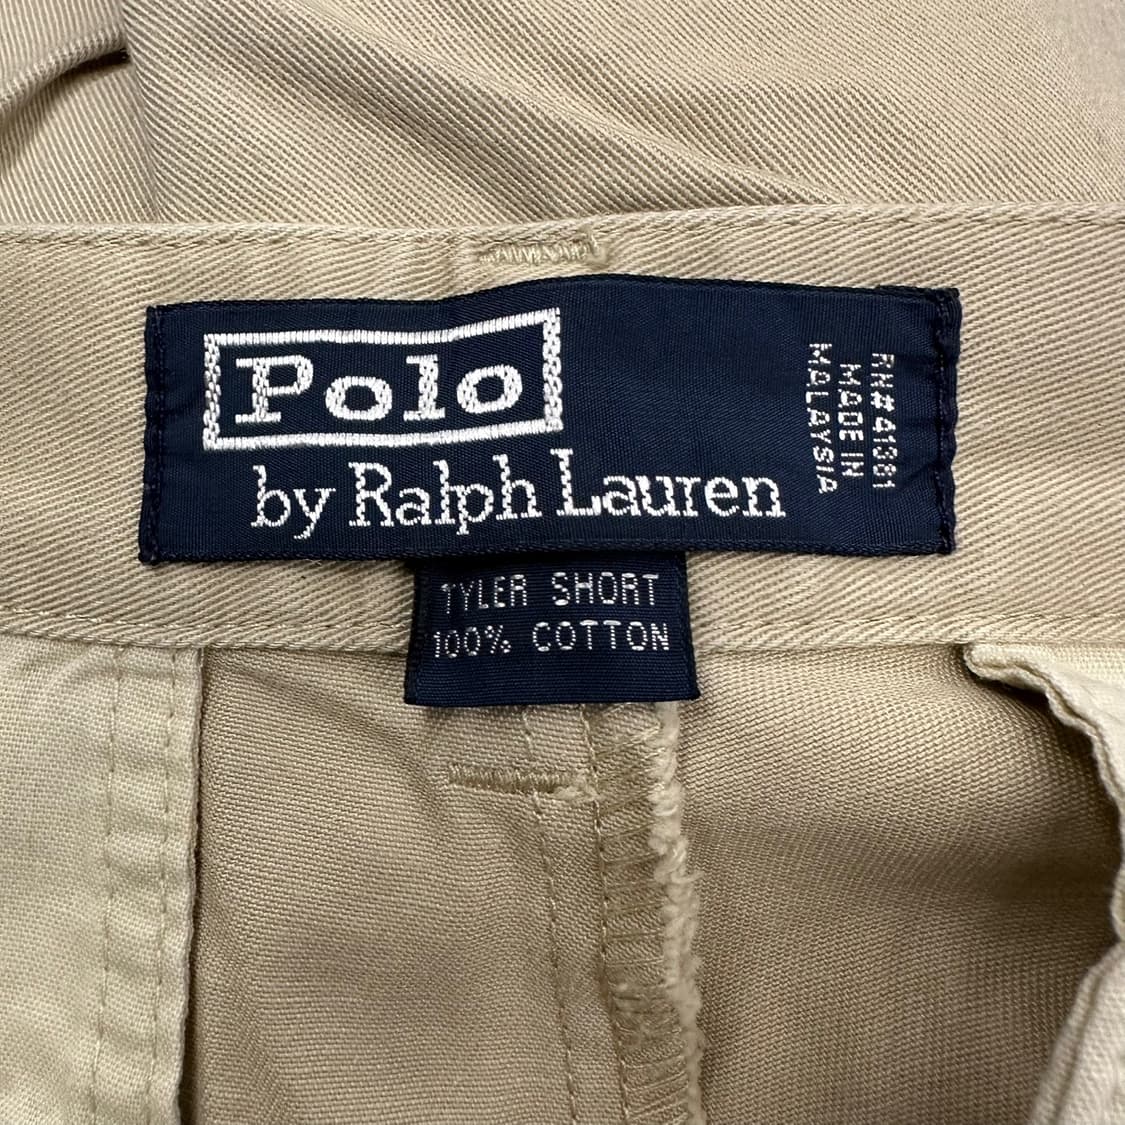 Polo
by Ralph Lauren
RN#41381
MADE IN
MALAYSIA
TYLER SHORT
100% COTTON